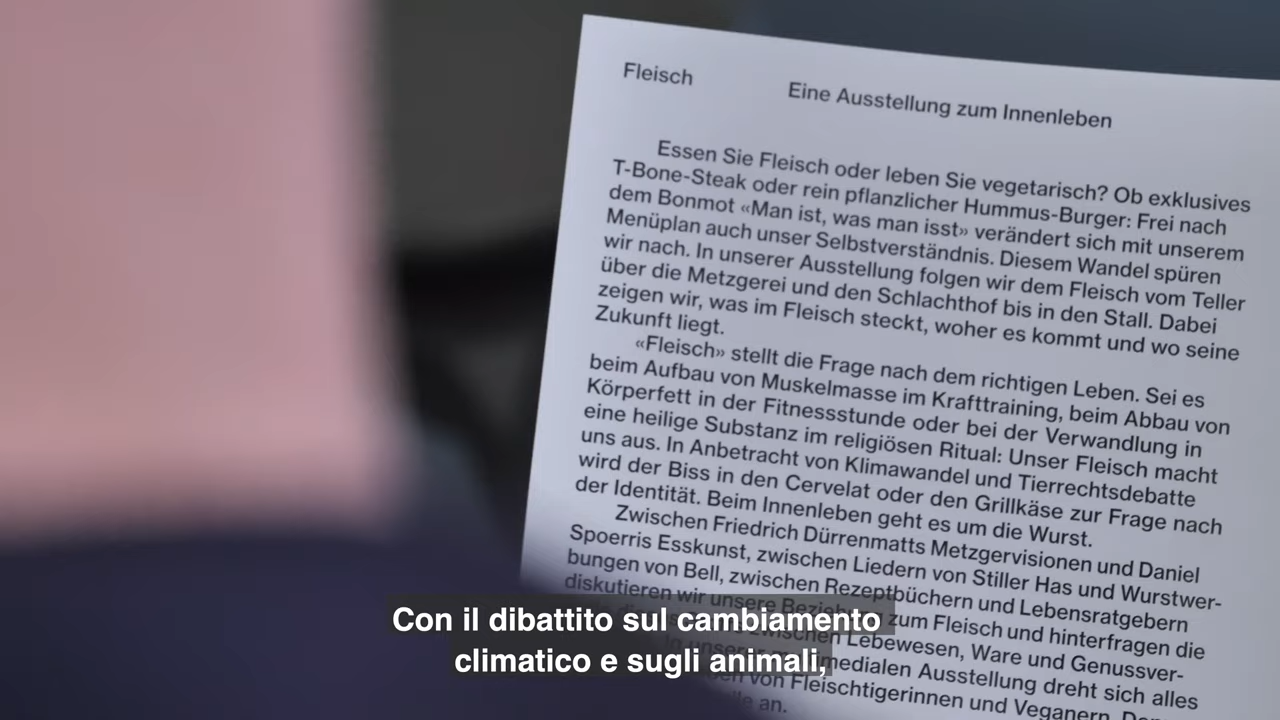 Fleisch
Eine Ausstellung zum Innenleben
Essen Sie Fleisch oder leben Sie vegetarisch? Ob exklusives
T-Bone-Steak oder rein pflanzlicher Hummus-Burger: Frei nach
dem Bonmot «Man ist, was man isst» verändert sich mit unserem
Menüplan auch unser Selbstverständnis. Diesem Wandel spüren
wir nach. In unserer Ausstellung folgen wir dem Fleisch vom Teller
über die Metzgerei und den Schlachthof bis in den Stall. Dabei
zeigen wir, was im Fleisch steckt, woher es kommt und wo seine
Zukunft liegt.
«Fleisch» stellt die Frage nach dem richtigen Leben. Sei es
beim Aufbau von Muskelmasse im Krafttraining, beim Abbau von
Körperfett in der Fitnessstunde oder bei der Verwandlung in
eine heilige Substanz im religiösen Ritual: Unser Fleisch macht
uns aus. In Anbetracht von Klimawandel und Tierrechtsdebatte
wird der Biss in den Cervelat oder den Grillkäse zur Frage nach
der Identität. Beim Innenleben geht es um die Wurst.
Zwischen Friedrich Dürrenmatts Metzgervisionen und Daniel
Spoerris Esskunst, zwischen Liedern von Stiller Has und Wurstwer-
bungen von Bell, zwischen Rezeptbüchern und Lebensratgebern
diskutieren wir unsere Beziehung zum Fleisch und hinterfragen die
zwischen Lebewesen, Ware und Genussver-
In unserer medialen Ausstellung dreht sich alles
von Fleischtigerinnen und Veganern.
an.
Con il dibattito sul cambiamento
climatico e sugli animali,